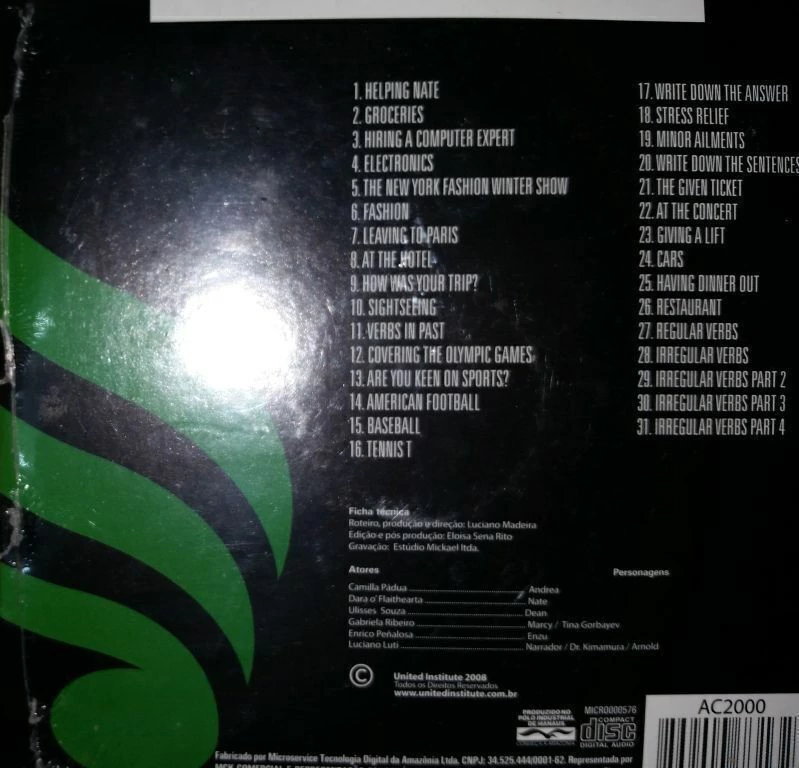 1. HELPING NATE
2. GROCERIES
3. HIRING A COMPUTER EXPERT
4. ELECTRONICS
5. THE NEW YORK FASHION WINTER SHOW
6. FASHION
7. LEAVING TO PARIS
8. AT THE HOTEL
9. HOW WAS YOUR TRIP?
10. SIGHTSEEING
11. VERBS IN PAST
12. COVERING THE OLYMPIC GAMES
13. ARE YOU KEEN ON SPORTS?
14. AMERICAN FOOTBALL
15. BASEBALL
16. TENNIS T
17. WRITE DOWN THE ANSWER
18. STRESS RELIEF
19. MINOR AILMENTS
20. WRITE DOWN THE SENTENCES
21. THE GIVEN TICKET
22. AT THE CONCERT
23. GIVING A LIFT
24. CARS
25. HAVING DINNER OUT
26. RESTAURANT
27. REGULAR VERBS
28. IRREGULAR VERBS
29. IRREGULAR VERBS PART 2
30. IRREGULAR VERBS PART 3
31. IRREGULAR VERBS PART 4
Ficha técnica
Roteiro, produção e direção: Luciano Madeira
Edição e pós produção: Eloisa Sena Rito
Gravação: Estúdio Mickael ltda.
Atores Personagens
Camilla Pádua Andrea
Dara o' Flaithearta Nate
Ulisses Souza Dean
Gabriela Ribeiro Marcy / Tina Gorbayev
Enrico Peñalosa Enzu
Luciano Luti Narrador / Dr. Kimamura / Arnold
© United Institute 2008
Todos os Direitos Reservados
www.unitedinstitute.com.br
PRODUZIDO NO
PÓLO INDUSTRIAL
DE MANAUS
MICRO000576
COMPACT
disc
DIGITAL AUDIO
AC2000
Fabricado por Microservice Tecnologia Digital da Amazônia Ltda. CNPJ: 34.525.444/0001-62. Representada por